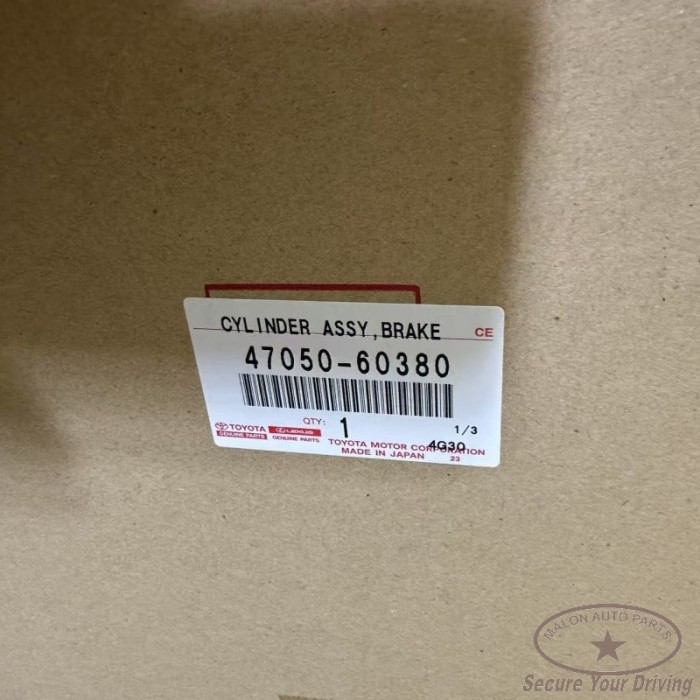 CYLINDER ASSY,BRAKE CE
47050-60380
QTY: 1 1/3
TOYOTA LEXUS
GENUINE PARTS GENUINE PARTS
4G30
TOYOTA MOTOR CORPORATION
MADE IN JAPAN 23
MALON AUTO PARTS
Secure Your Driving